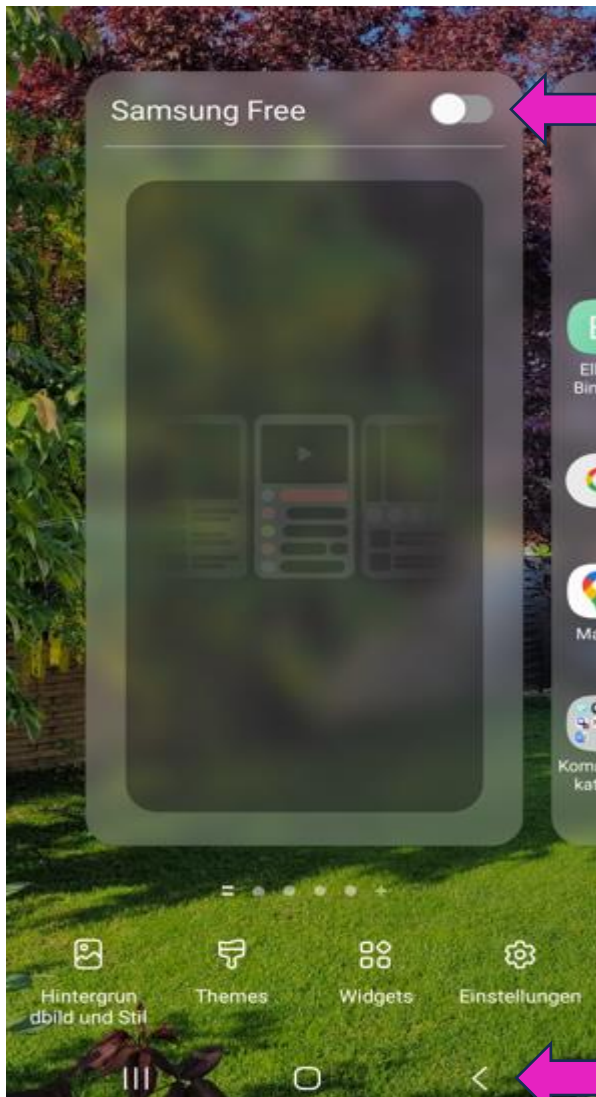 Samsung Free
Hintergrun
dbild und Stil
Themes
Widgets
Einstellungen